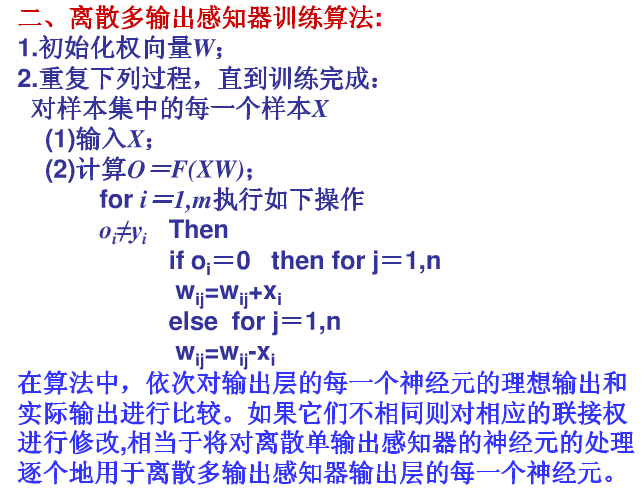 二、离散多输出感知器训练算法:
1.初始化权向量W；
2.重复下列过程，直到训练完成：
对样本集中的每一个样本X
(1)输入X；
(2)计算O＝F(XW)；
for i＝1,m执行如下操作
oi≠yi Then
if oi＝0 then for j＝1,n
wij=wij+xi
else for j＝1,n
wij=wij-xi
在算法中，依次对输出层的每一个神经元的理想输出和
实际输出进行比较。如果它们不相同则对相应的联接权
进行修改,相当于将对离散单输出感知器的神经元的处理
逐个地用于离散多输出感知器输出层的每一个神经元。